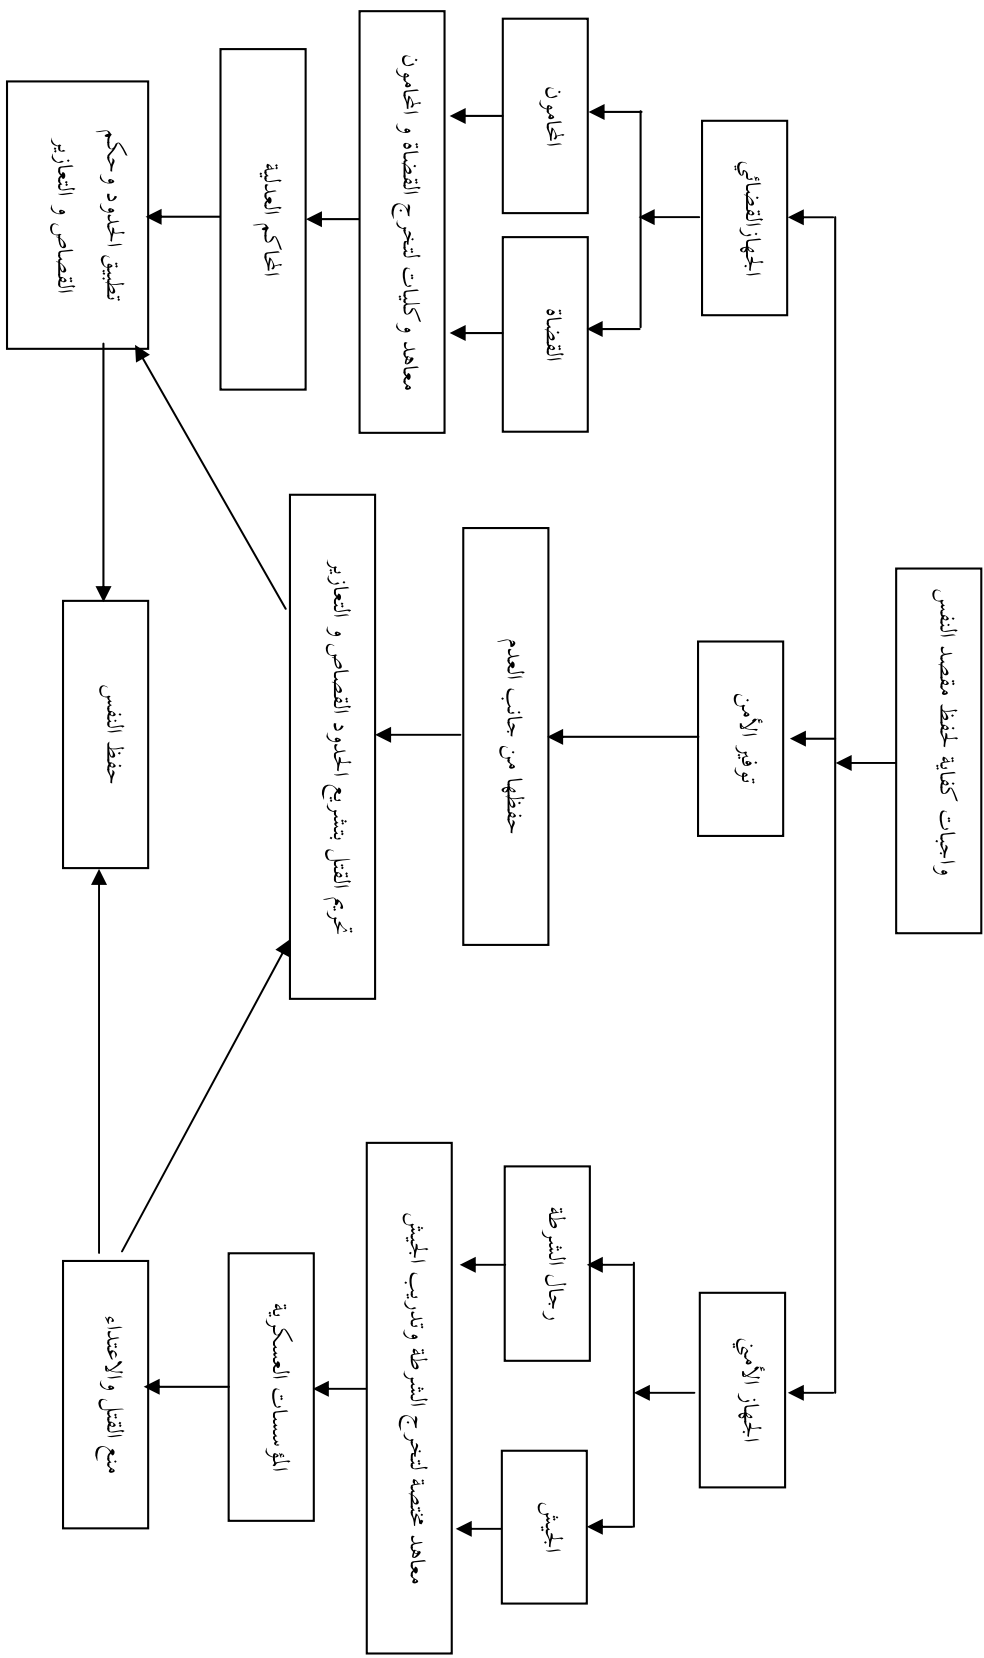 واجبات كفاية لحفظ مقصد النفس
الجهاز الأمني
توفير الأمن
الجهاز القضائي
الجيش
رجال الشرطة
القضاة
المحامون
حفظها من جانب العدم
معاهد مختصة لتخرج الشرطة وتدريب الجيش
معاهد و كليات لتخرج القضاة و المحامون
تحريم القتل بتشريع الحدود القصاص و التعازير
المؤسسات العسكرية
المحاكم العدلية
منع القتل والاعتداء
حفظ النفس
تطبيق الحدود وحكم
القصاص و التعازير